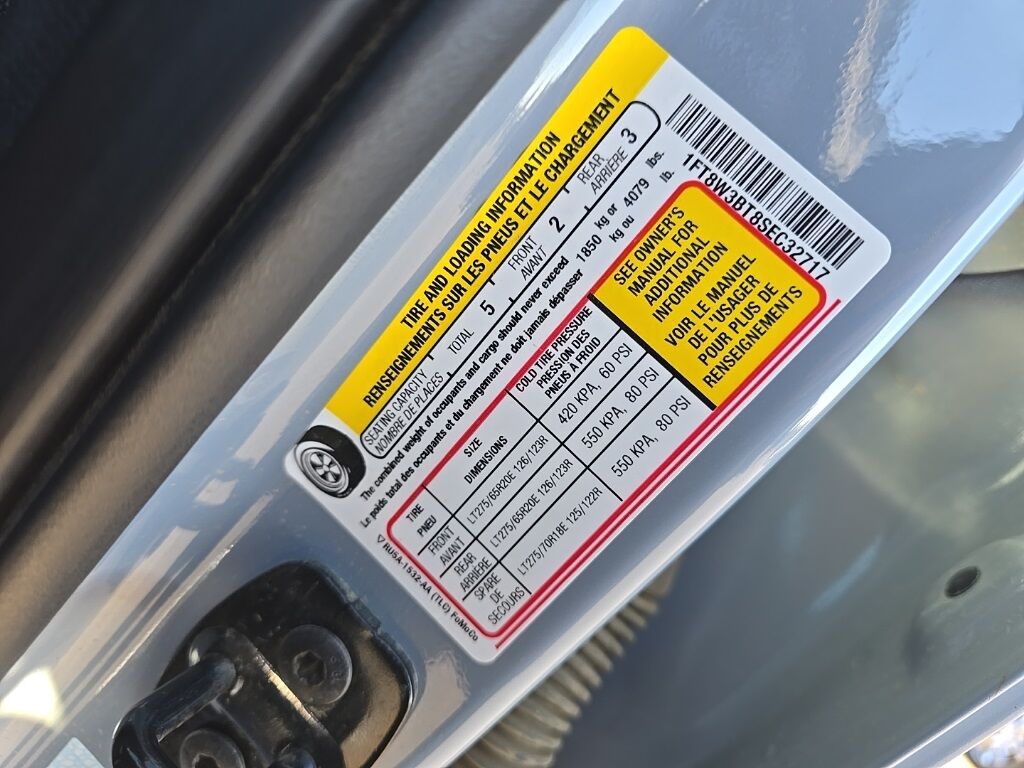 TIRE AND LOADING INFORMATION
RENSEIGNEMENTS SUR LES PNEUS ET LE CHARGEMENT
SEATING CAPACITY
NOMBRE DE PLACES
TOTAL 5
FRONT
AVANT 2
REAR
ARRIÈRE 3
The combined weight of occupants and cargo should never exceed 1850 kg or 4079 lbs.
Le poids total des occupants et du chargement ne doit jamais dépasser kg ou lb.
TIRE
PNEU
SIZE
DIMENSIONS
COLD TIRE PRESSURE
PRESSION DES
PNEUS A FROID
FRONT
AVANT
LT275/65R20E 126/123R
420 KPA, 60 PSI
REAR
ARRIÈRE
LT275/65R20E 126/123R
550 KPA, 80 PSI
SPARE
DE
SECOURS
LT275/70R18E 125/122R
550 KPA, 80 PSI
SEE OWNER'S
MANUAL FOR
ADDITIONAL
INFORMATION
VOIR LE MANUEL
DE L'USAGER
POUR PLUS DE
RENSEIGNEMENTS
1FT8W3BT8SEC32717
RU5A-1532-AA (TLC) FoMoCo